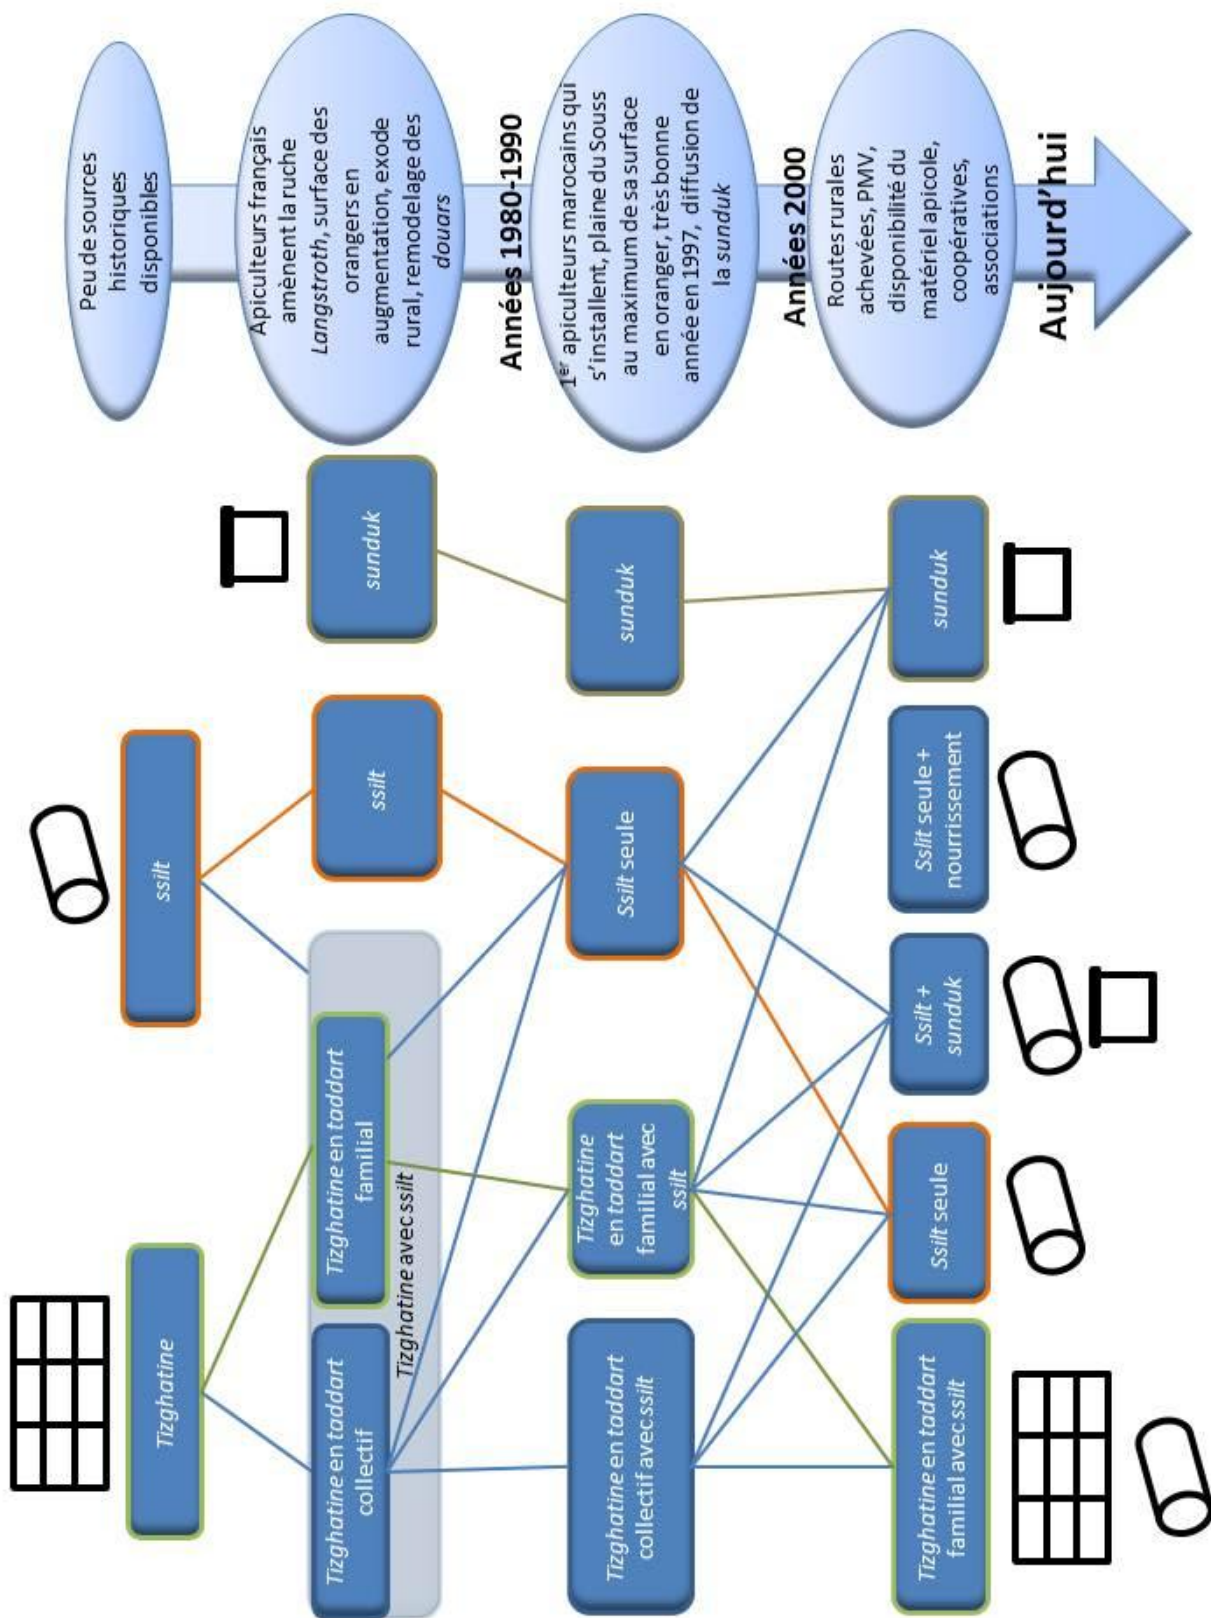 Tizghatine
ssilt
Peu de sources
historiques
disponibles
Tizghatine en taddart
collectif
Tizghatine en taddart
familial
Tizghatine avec ssilt
ssilt
sunduk
Apiculteurs français
amènent la ruche
Langstroth, surface des
orangers en
augmentation, exode
rural, remodelage des
douars
Années 1980-1990
Tizghatine en taddart
collectif avec ssilt
Tizghatine
en taddart
familial avec
ssilt
Ssilt seule
sunduk
1er apiculteurs marocains qui
s’installent, plaine du Souss
au maximum de sa surface
en oranger, très bonne
année en 1997, diffusion de
la sunduk
Années 2000
Tizghatine en taddart
familial avec ssilt
Ssilt seule
Ssilt +
sunduk
Sslit seule +
nourrissement
sunduk
Routes rurales
achevées, PMV,
disponibilité du
matériel apicole,
coopératives,
associations
Aujourd’hui